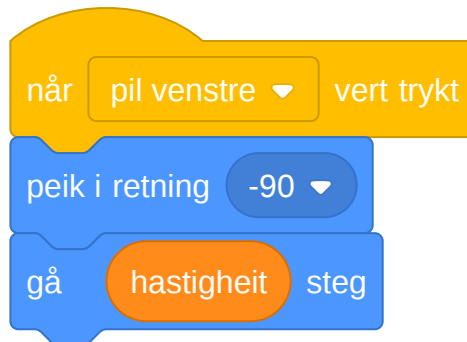 når pil venstre vert trykt
peik i retning -90
gå hastigheit steg